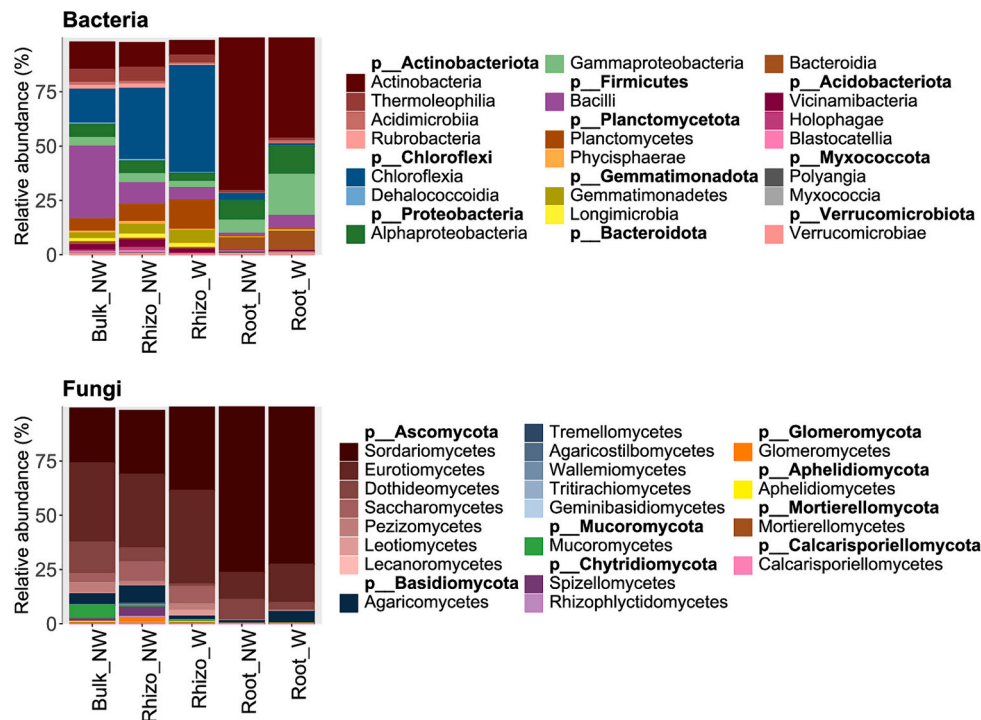 Bacteria
Relative abundance (%)
75
50
25
0
Bulk_NW
Rhizo_NW
Rhizo_W
Root_NW
Root_W
p__Actinobacteriota
Actinobacteria
Thermoleophilia
Acidimicrobiia
Rubrobacteria
p__Chloroflexi
Chloroflexia
Dehalococcoidia
p__Proteobacteria
Alphaproteobacteria
Gammaproteobacteria
p__Firmicutes
Bacilli
p__Planctomycetota
Planctomycetes
Phycisphaerae
p__Gemmatimonadota
Gemmatimonadetes
Longimicrobia
p__Bacteroidota
Bacteroidia
p__Acidobacteriota
Vicinamibacteria
Holophagae
Blastocatellia
p__Myxococcota
Polyangia
Myxococcia
p__Verrucomicrobiota
Verrucomicrobiae
Fungi
Relative abundance (%)
75
50
25
0
Bulk_NW
Rhizo_NW
Rhizo_W
Root_NW
Root_W
p__Ascomycota
Sordariomycetes
Eurotiomycetes
Dothideomycetes
Saccharomycetes
Pezizomycetes
Leotiomycetes
Lecanoromycetes
p__Basidiomycota
Agaricomycetes
Tremellomycetes
Agaricostilbomycetes
Wallemiomycetes
Tritirachiomycetes
Geminibasidiomycetes
p__Mucoromycota
Mucoromycetes
p__Chytridiomycota
Spizellomycetes
Rhizophlyctidomycetes
p__Glomeromycota
Glomeromycetes
p__Aphelidiomycota
Aphelidiomycetes
p__Mortierellomycota
Mortierellomycetes
p__Calcarisporiellomycota
Calcarisporiellomycetes